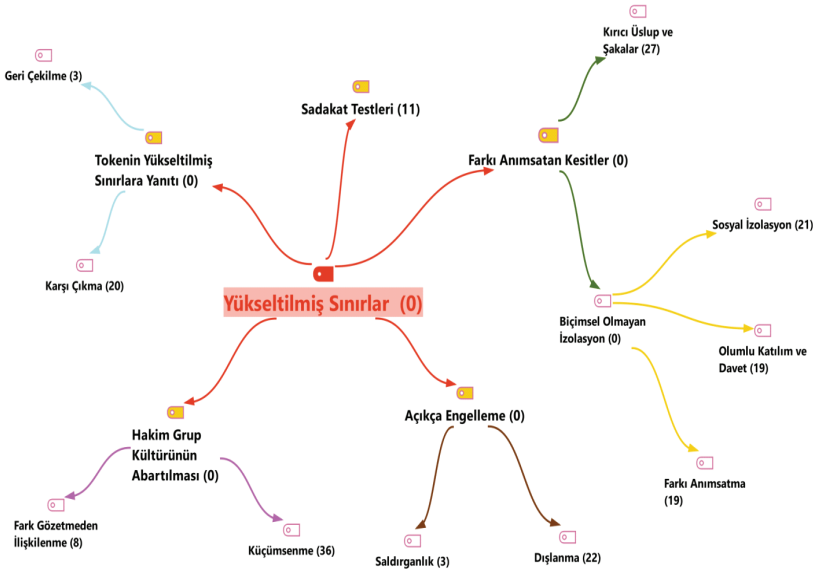 Kırıcı Üslup ve
Şakalar (27)
Geri Çekilme (3)
Sadakat Testleri (11)
Tokenin Yükseltilmiş
Sınırlara Yanıtı (0)
Farkı Anımsatan Kesitler (0)
Sosyal İzolasyon (21)
Karşı Çıkma (20)
Yükseltilmiş Sınırlar (0)
Biçimsel Olmayan
İzolasyon (0)
Olumlu Katılım ve
Davet (19)
Hakim Grup
Kültürünün
Abartılması (0)
Açıkça Engelleme (0)
Farkı Anımsatma
(19)
Fark Gözetmeden
İlişkilenme (8)
Küçümsenme (36)
Saldırganlık (3)
Dışlanma (22)